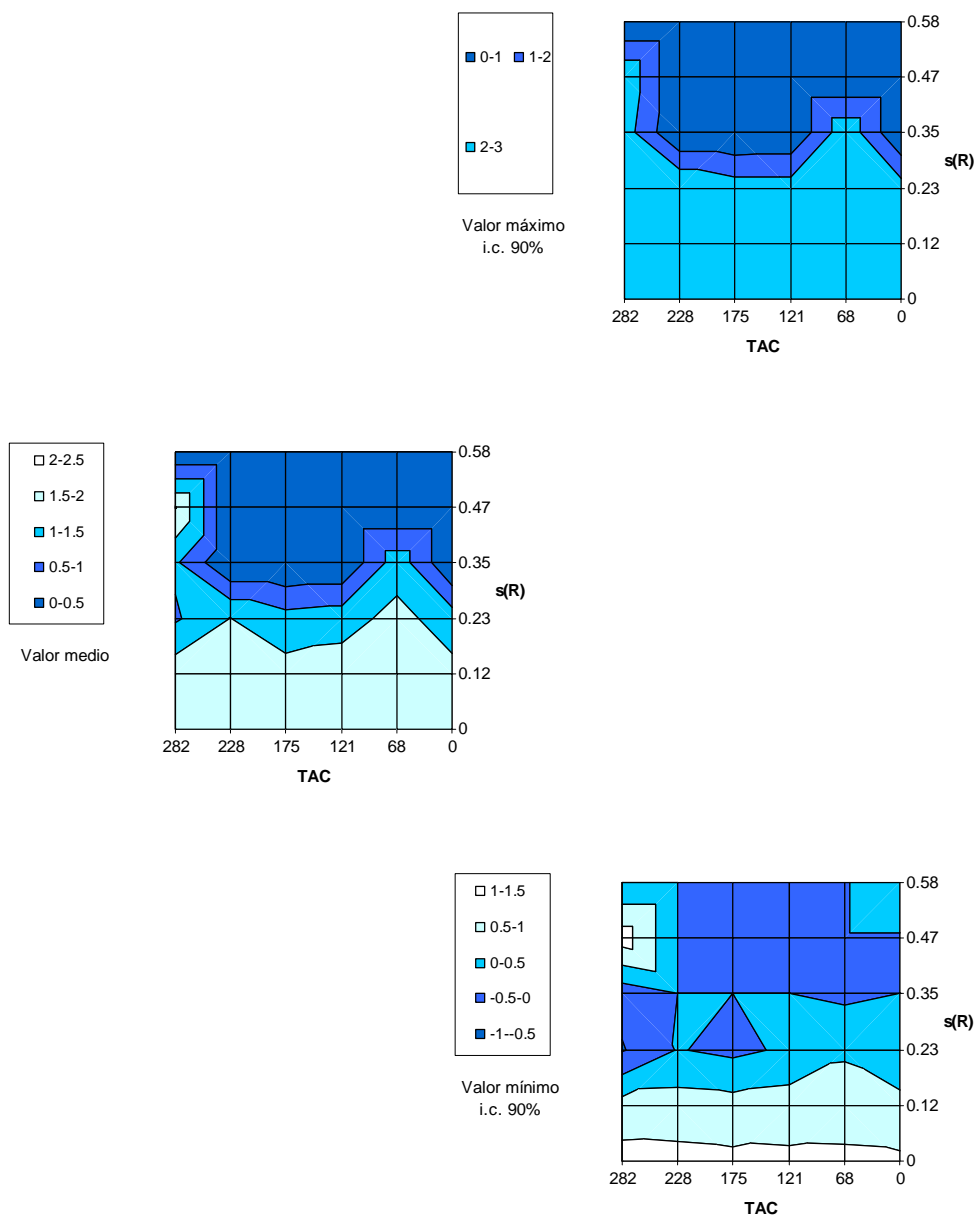 0-1 1-2
2-3
Valor máximo
i.c. 90%
0.58
0.47
0.35
0.23
0.12
0
s(R)
282 228 175 121 68 0
TAC
2-2.5
1.5-2
1-1.5
0.5-1
0-0.5
Valor medio
0.58
0.47
0.35
0.23
0.12
0
s(R)
282 228 175 121 68 0
TAC
1-1.5
0.5-1
0-0.5
-0.5-0
-1--0.5
Valor mínimo
i.c. 90%
0.58
0.47
0.35
0.23
0.12
0
s(R)
282 228 175 121 68 0
TAC